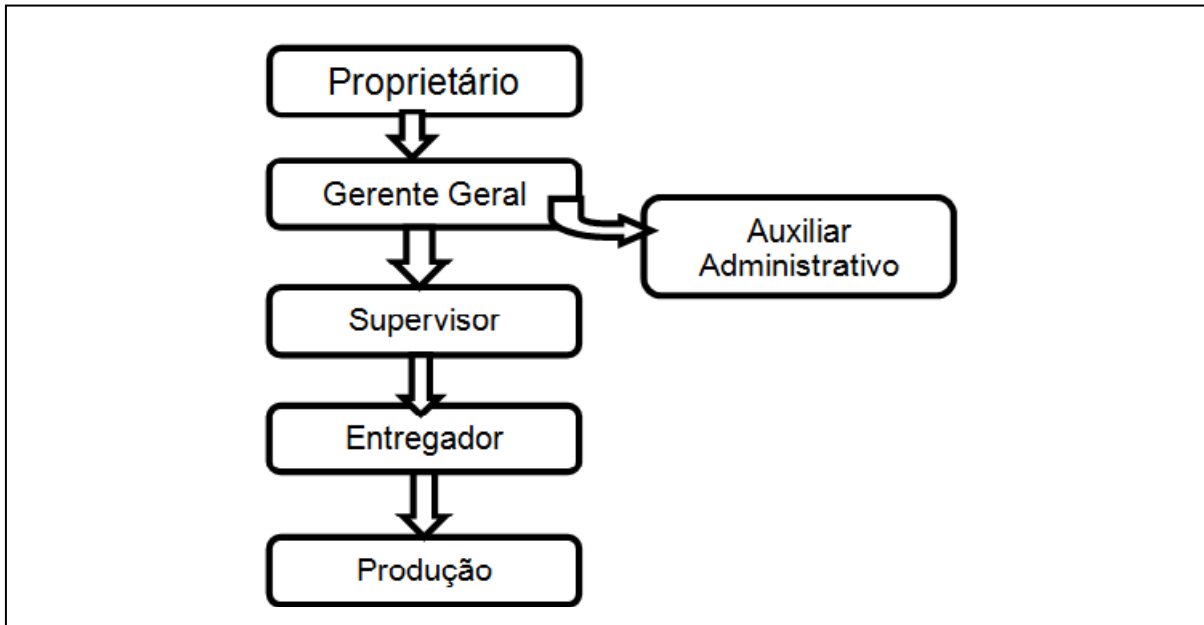 Proprietário
Gerente Geral
Auxiliar
Administrativo
Supervisor
Entregador
Produção